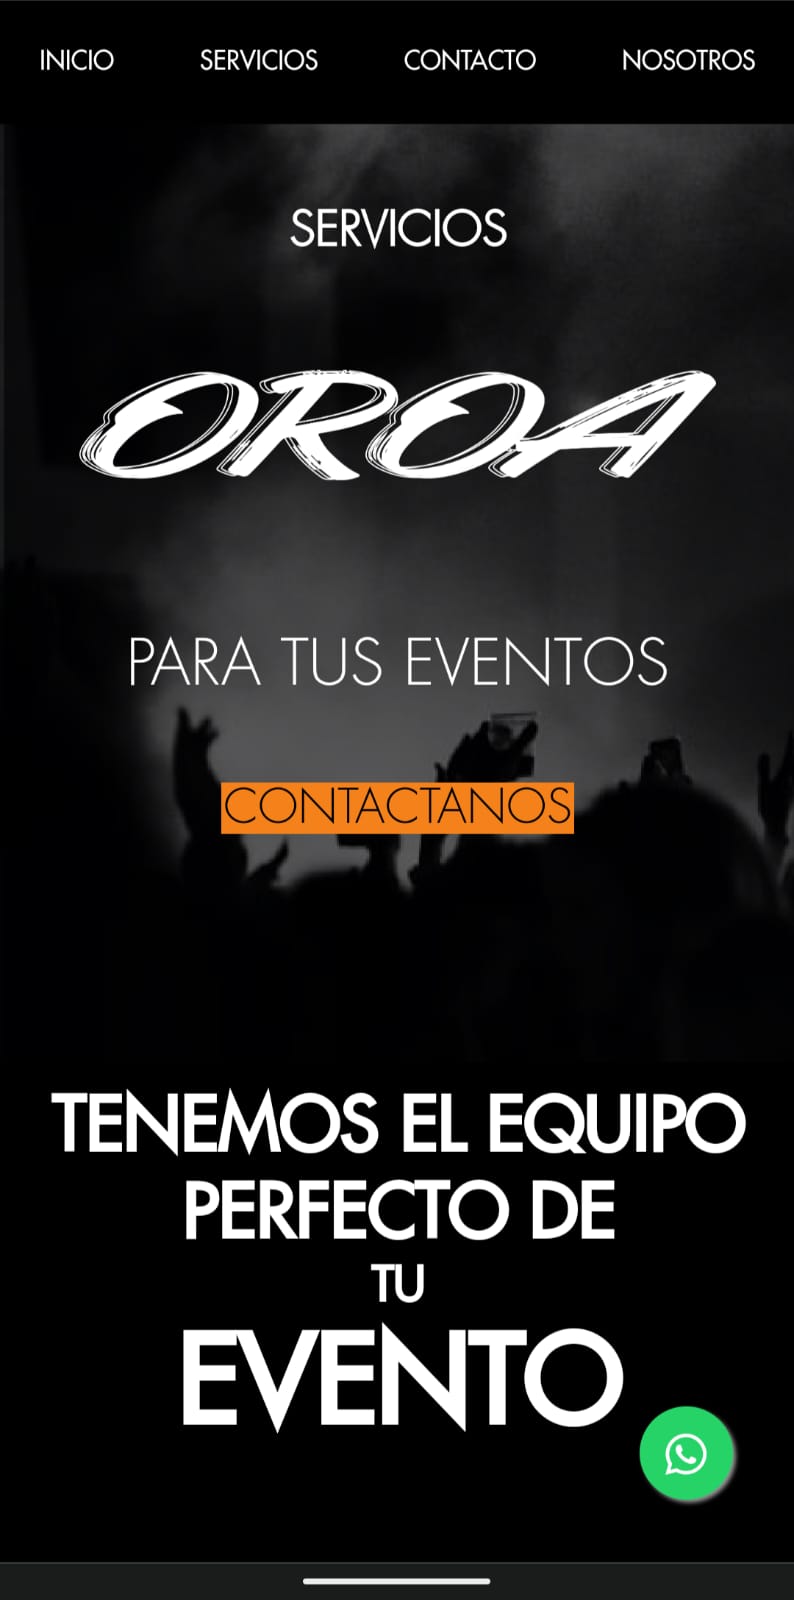 INICIO SERVICIOS CONTACTO NOSOTROS
SERVICIOS
OROA
PARA TUS EVENTOS
CONTACTANOS
TENEMOS EL EQUIPO
PERFECTO DE
TU
EVENTO